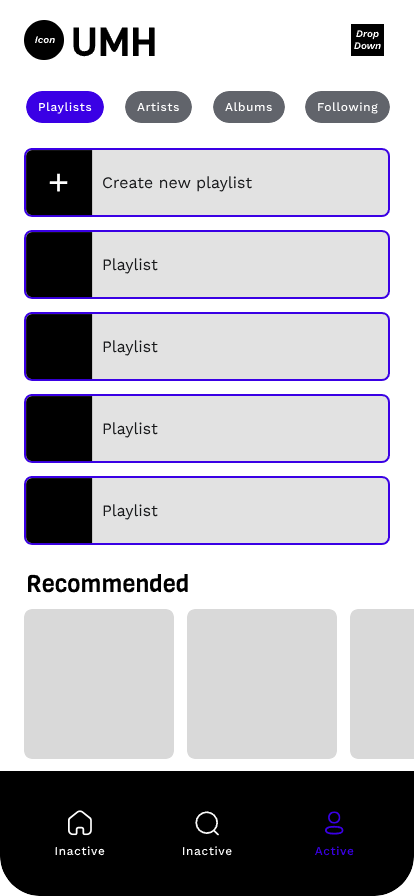 Icon
UMH
Drop
Down
Playlists
Artists
Albums
Following
+
Create new playlist
Playlist
Playlist
Playlist
Playlist
Recommended
Inactive
Inactive
Active